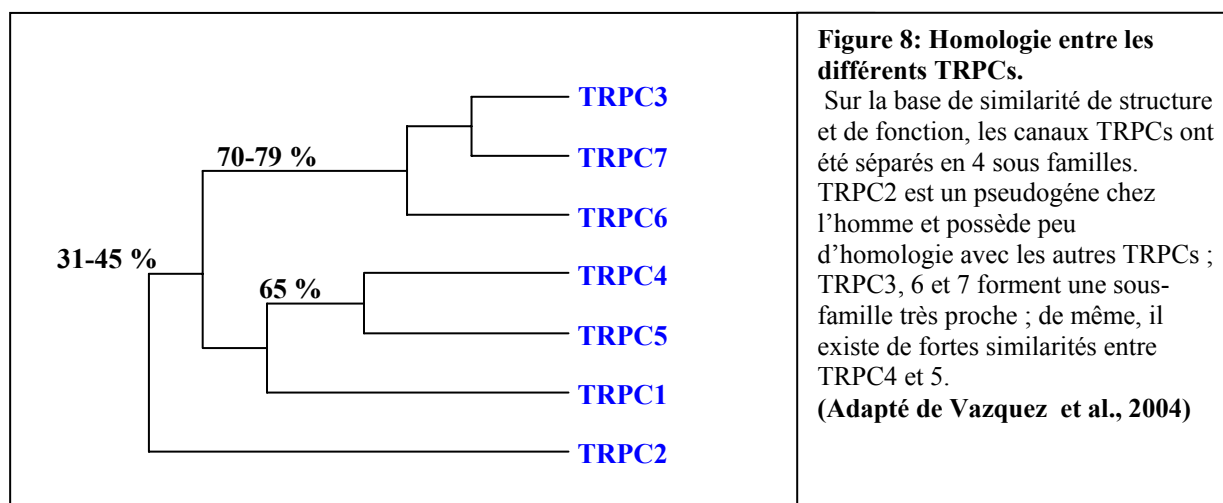 TRPC3
70-79 %
TRPC7
TRPC6
31-45 %
TRPC4
65 %
TRPC5
TRPC1
TRPC2
Figure 8: Homologie entre les
différents TRPCs.
Sur la base de similarité de structure
et de fonction, les canaux TRPCs ont
été séparés en 4 sous familles.
TRPC2 est un pseudogéne chez
l’homme et possède peu
d’homologie avec les autres TRPCs ;
TRPC3, 6 et 7 forment une sous-
famille très proche ; de même, il
existe de fortes similarités entre
TRPC4 et 5.
(Adapté de Vazquez et al., 2004)